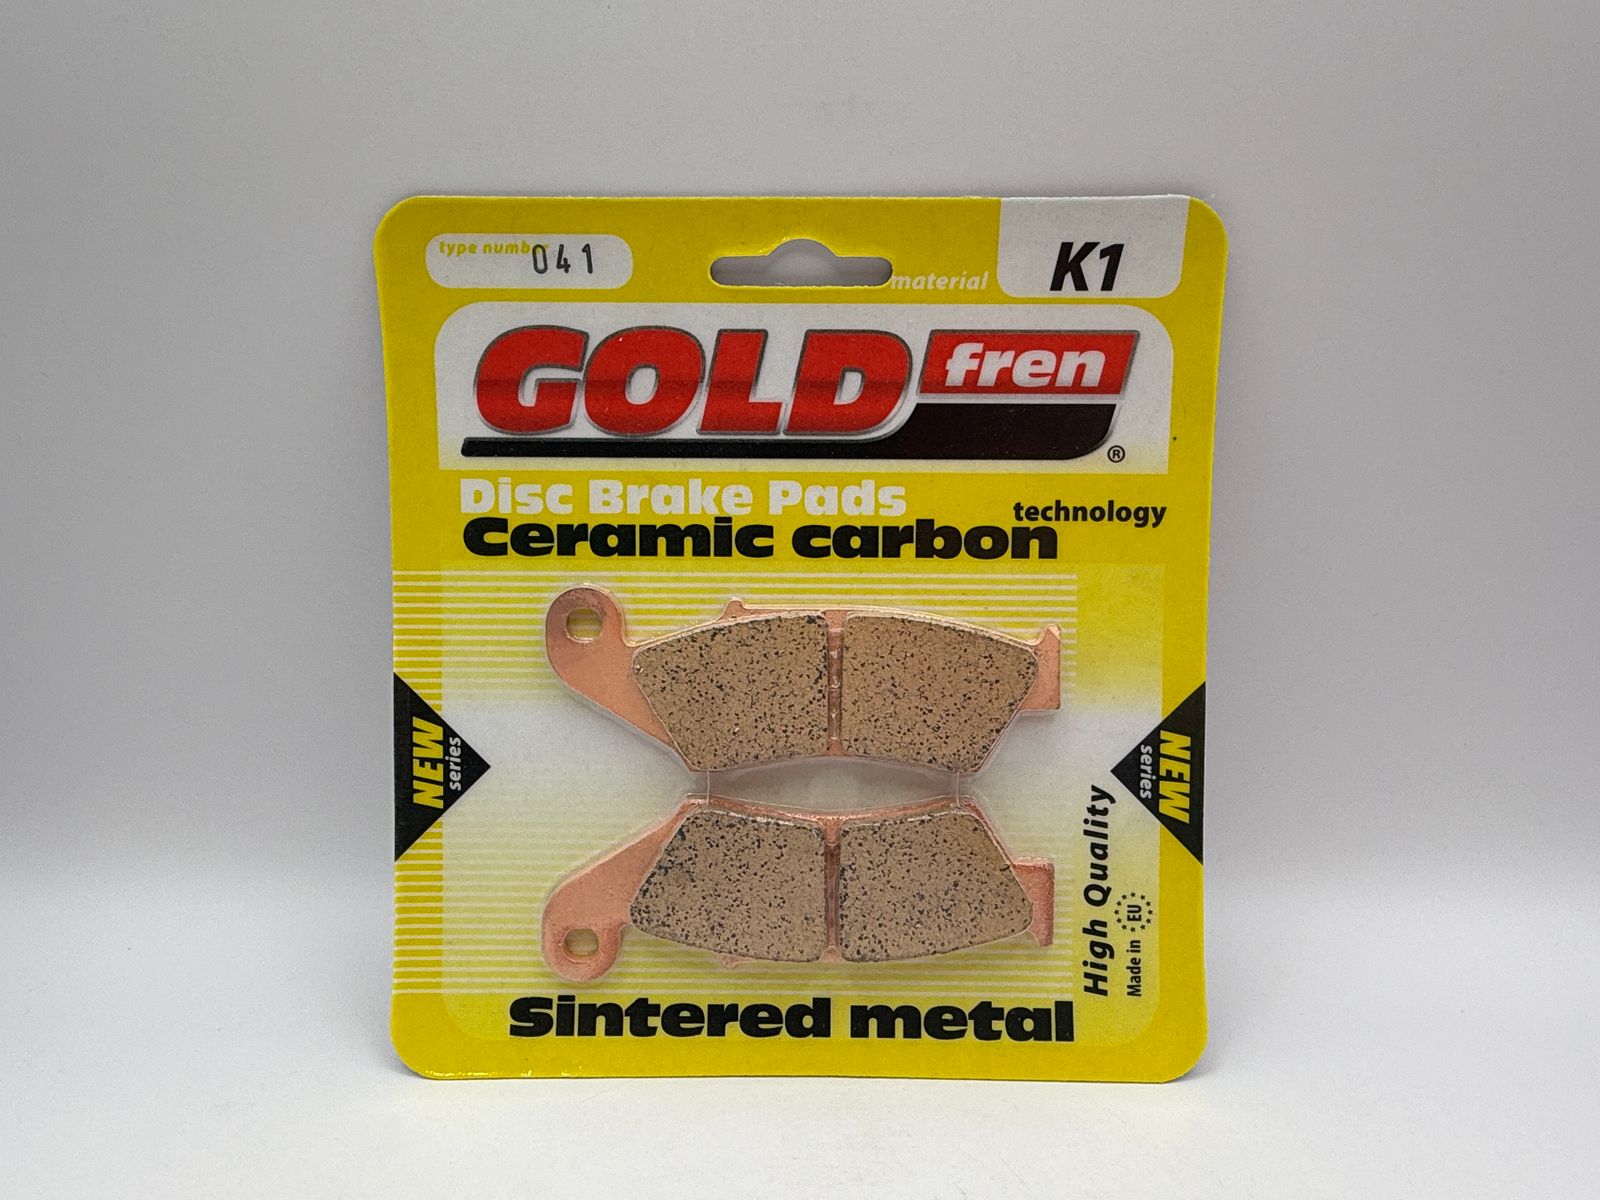 type numb
041
material
K1
GOLD fren
®
Disc Brake Pads
Ceramic carbon technology
NEW
series
NEW
series
High Quality
Made in EU
Sintered metal